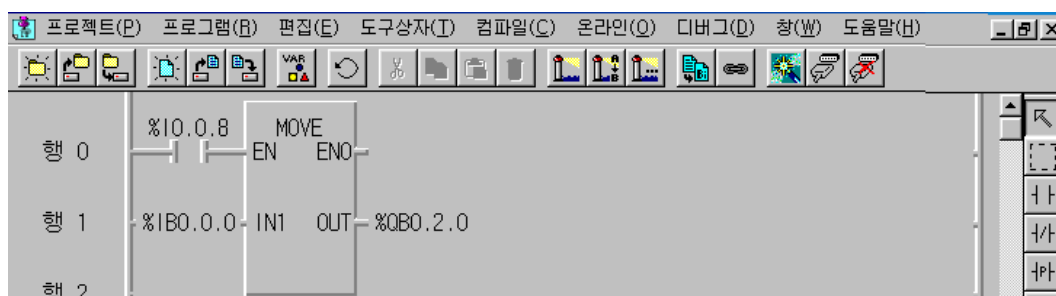 프로젝트(P) 프로그램(R) 편집(E) 도구상자(T) 컴파일(C) 온라인(O) 디버그(D) 창(W) 도움말(H)
VAR
%I0.0.8 MOVE
행 0 EN ENO
행 1 %IB0.0.0 IN1 OUT %QB0.2.0
행 2